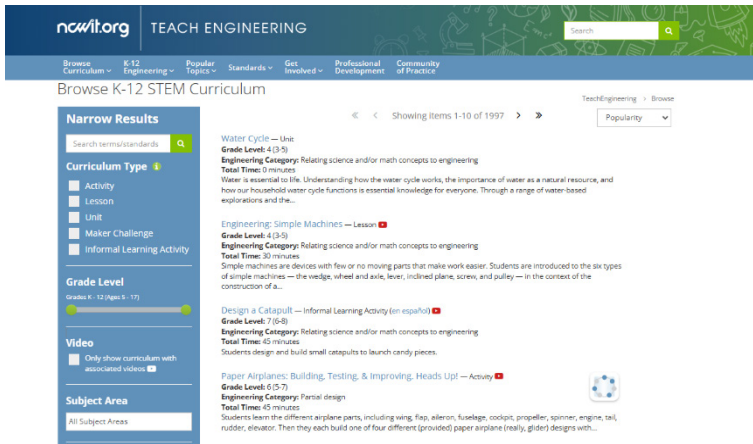 ncwit.org
TEACH ENGINEERING
Search
Browse Curriculum
K-12 Engineering
Popular Topics
Standards
Get Involved
Professional Development
Community of Practice
Browse K-12 STEM Curriculum
TeachEngineering > Browse
Narrow Results
Search terms/standards
Curriculum Type
Activity
Lesson
Unit
Maker Challenge
Informal Learning Activity
Grade Level
Grades K - 12 (Ages 5 - 17)
Video
Only show curriculum with
associated videos
Subject Area
All Subject Areas
« < Showing items 1-10 of 1997 > »
Popularity
Water Cycle — Unit
Grade Level: 4 (3-5)
Engineering Category: Relating science and/or math concepts to engineering
Total Time: 0 minutes
Water is essential to life. Understanding how the water cycle works, the importance of water as a natural resource, and
how our household water cycle functions is essential knowledge for everyone. Through a range of water-based
explorations and the...
Engineering: Simple Machines — Lesson
Grade Level: 4 (3-5)
Engineering Category: Relating science and/or math concepts to engineering
Total Time: 30 minutes
Simple machines are devices with few or no moving parts that make work easier. Students are introduced to the six types
of simple machines — the wedge, wheel and axle, lever, inclined plane, screw, and pulley — in the context of the
construction of a...
Design a Catapult — Informal Learning Activity (en español)
Grade Level: 7 (6-8)
Engineering Category: Relating science and/or math concepts to engineering
Total Time: 45 minutes
Students design and build small catapults to launch candy pieces.
Paper Airplanes: Building, Testing, & Improving. Heads Up! — Activity
Grade Level: 6 (5-7)
Engineering Category: Partial design
Total Time: 45 minutes
Students learn the different airplane parts, including wing, flap, aileron, fuselage, cockpit, propeller, spinner, engine, tail,
rudder, elevator. Then they each build one of four different (provided) paper airplane (really, glider) designs with...